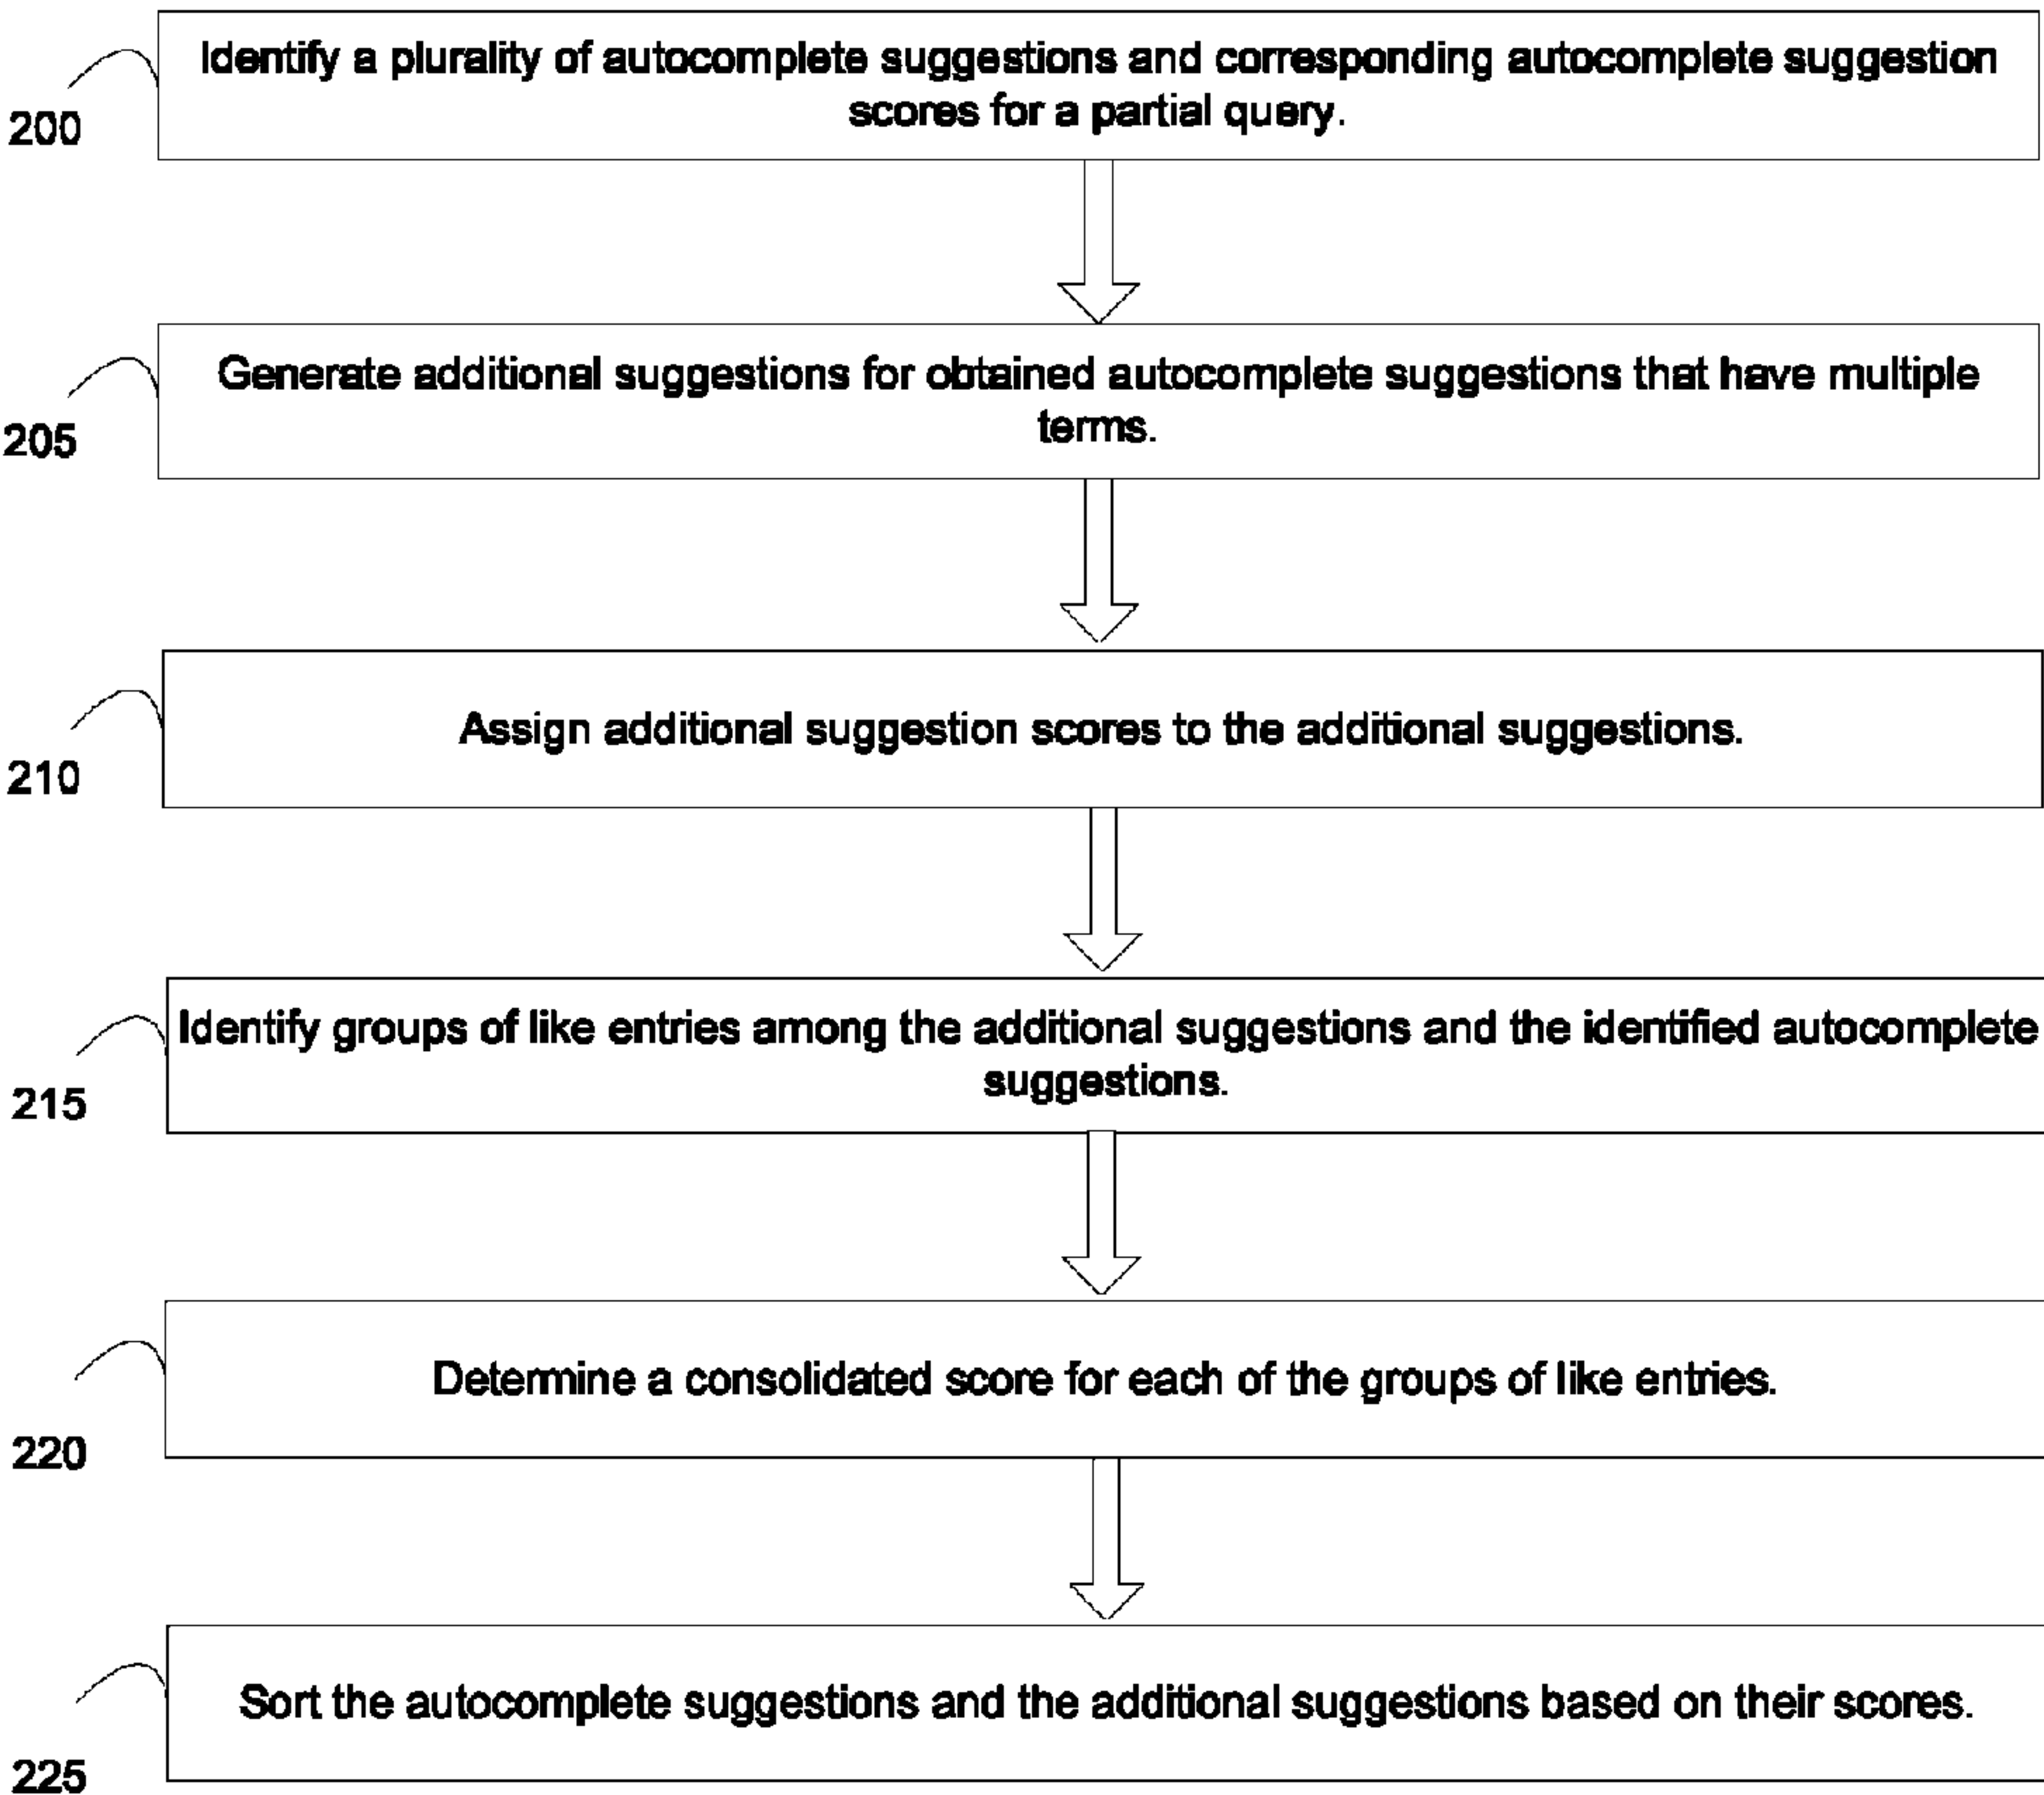 Identify a plurality of autocomplete suggestions and corresponding autocomplete suggestion
scores for a partial query.
200
Generate additional suggestions for obtained autocomplete suggestions that have multiple
terms.
205
Assign additional suggestion scores to the additional suggestions.
210
Identify groups of like entries among the additional suggestions and the identified autocomplete
suggestions.
215
Determine a consolidated score for each of the groups of like entries.
220
Sort the autocomplete suggestions and the additional suggestions based on their scores.
225